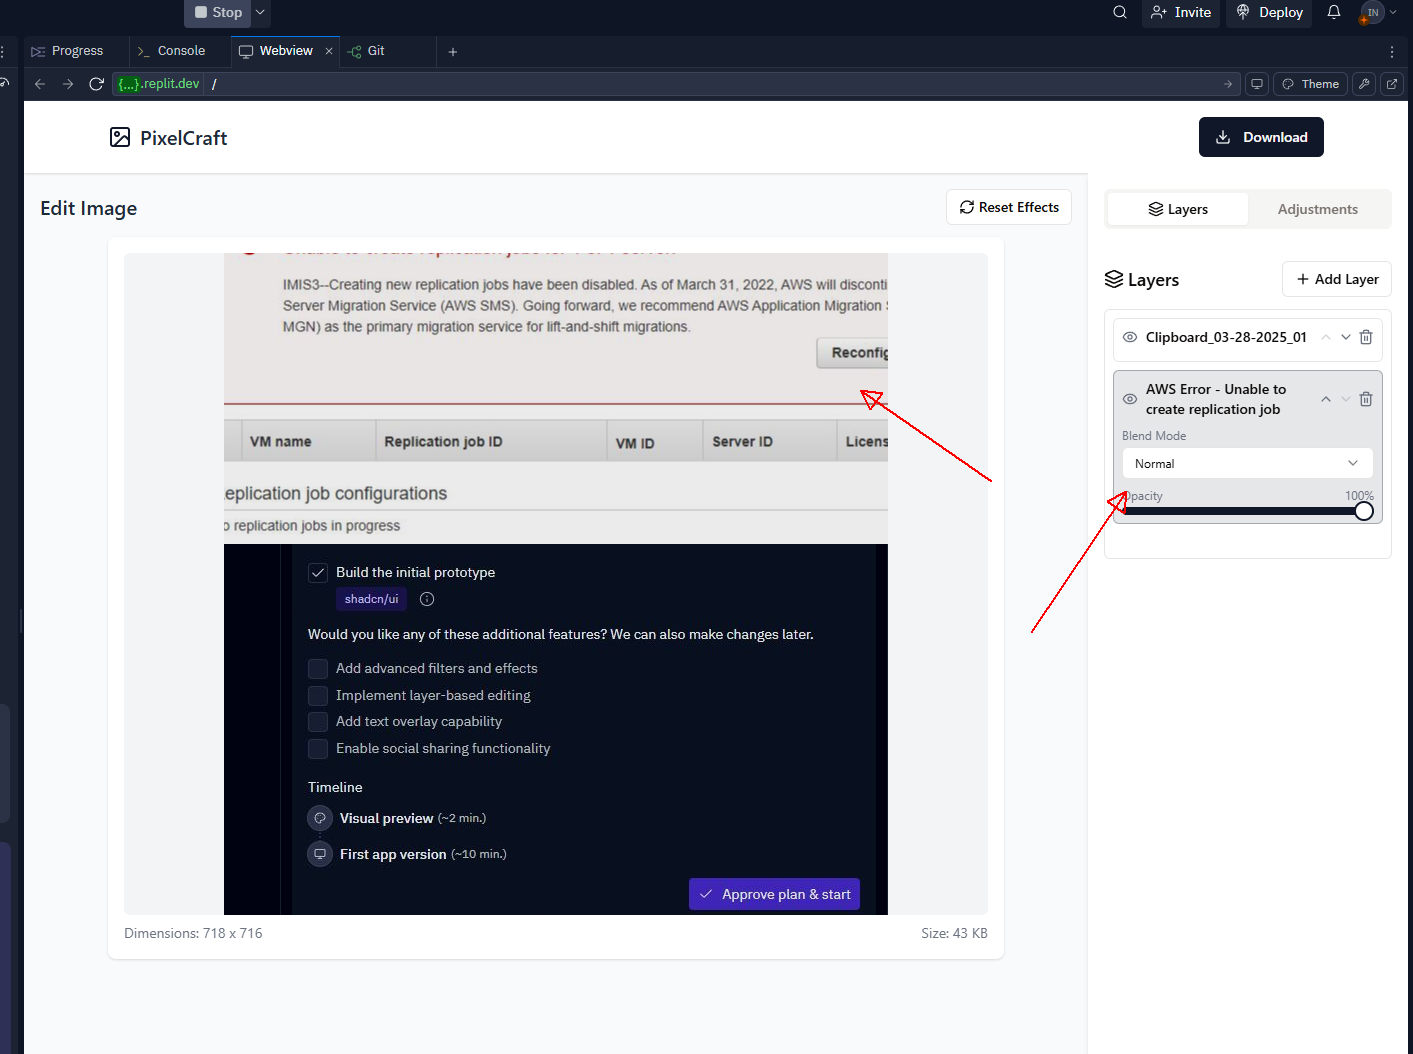 Stop
Invite
Deploy
IN
Progress
Console
Webview
Git
{...}.replit.dev /
Theme
PixelCraft
Download
Edit Image
Reset Effects
Layers
Adjustments
Layers
Add Layer
IMIS3--Creating new replication jobs have been disabled. As of March 31, 2022, AWS will disconti
Server Migration Service (AWS SMS). Going forward, we recommend AWS Application Migration
MGN) as the primary migration service for lift-and-shift migrations.
Reconfig
VM name
Replication job ID
VM ID
Server ID
Licens
eplication job configurations
o replication jobs in progress
Clipboard_03-28-2025_01
AWS Error - Unable to
create replication job
Blend Mode
Normal
Opacity
100%
Build the initial prototype
shadcn/ui
Would you like any of these additional features? We can also make changes later.
Add advanced filters and effects
Implement layer-based editing
Add text overlay capability
Enable social sharing functionality
Timeline
Visual preview (~2 min.)
First app version (~10 min.)
Approve plan & start
Dimensions: 718 x 716
Size: 43 KB